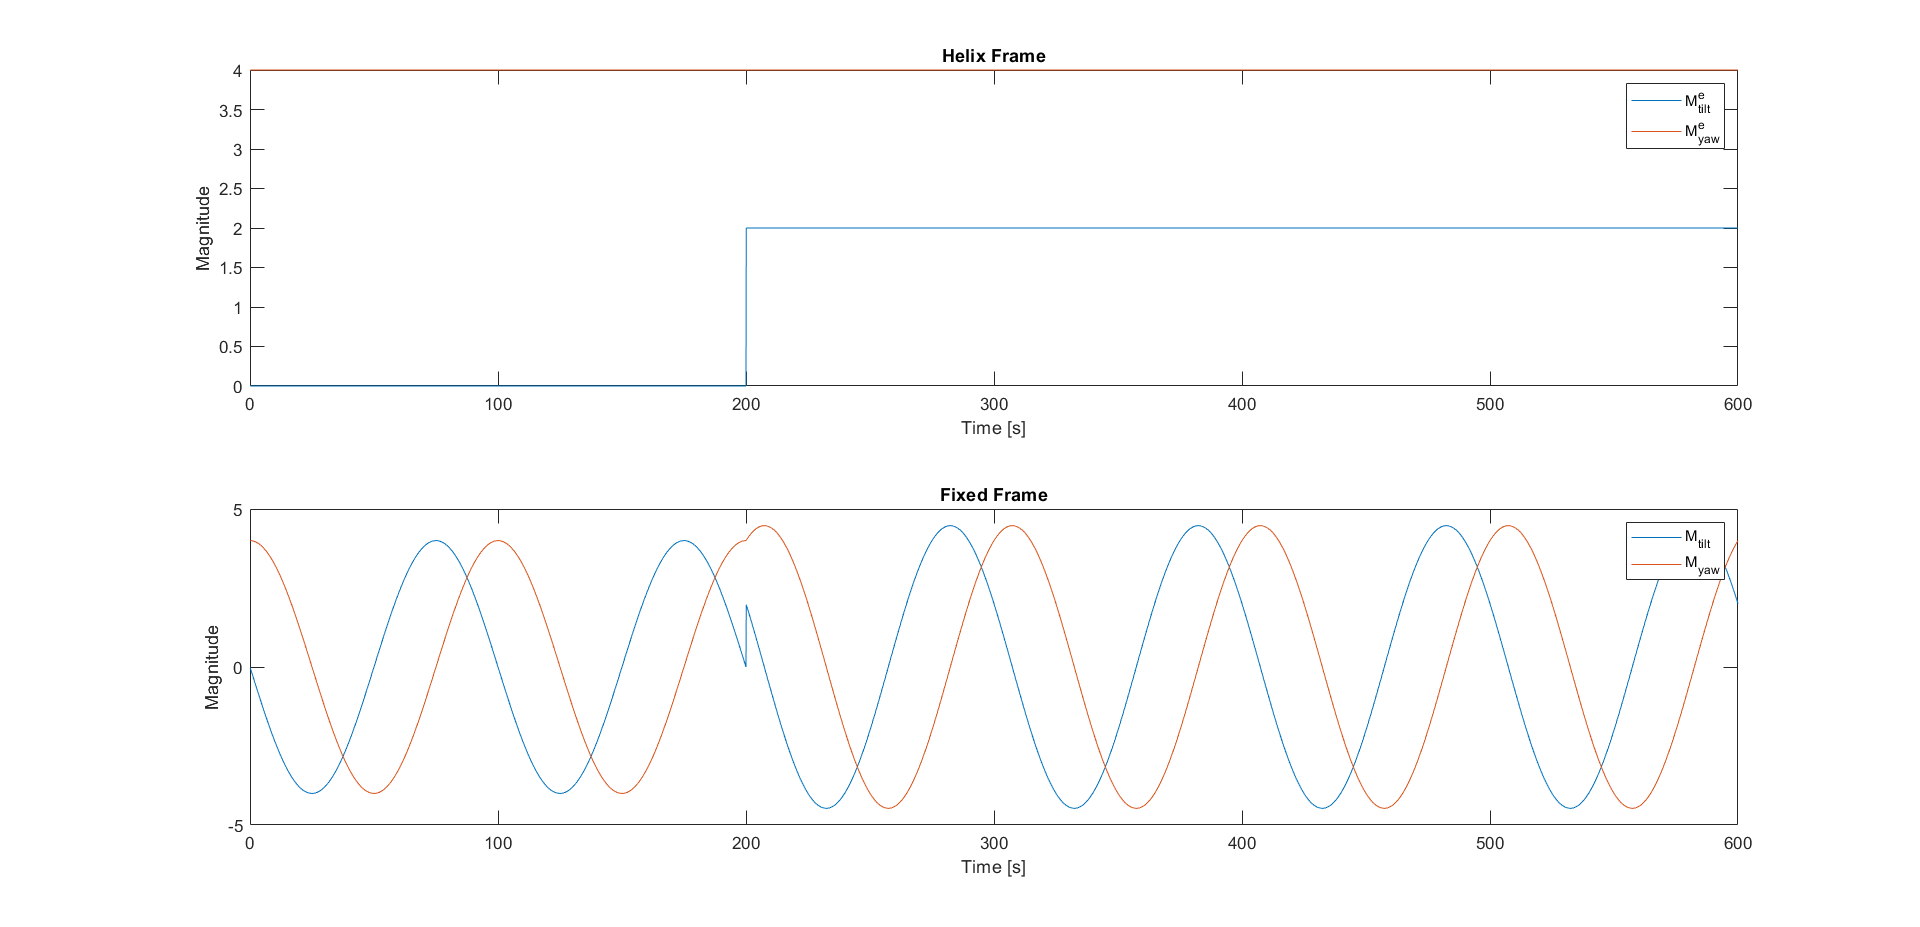 Helix Frame
4
3.5
3
2.5
2
1.5
1
0.5
0
Magnitude
M^e_tilt
M^e_yaw
0 100 200 300 400 500 600
Time [s]
Fixed Frame
5
0
-5
Magnitude
M_tilt
M_yaw
0 100 200 300 400 500 600
Time [s]